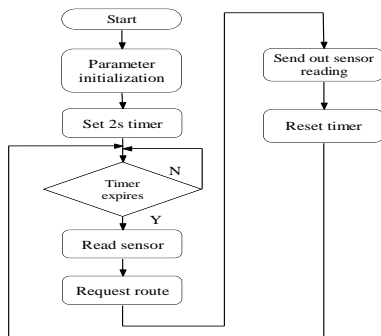 Start
Parameter
initialization
Set 2s timer
N
Timer
expires
Y
Read sensor
Request route
Send out sensor
reading
Reset timer